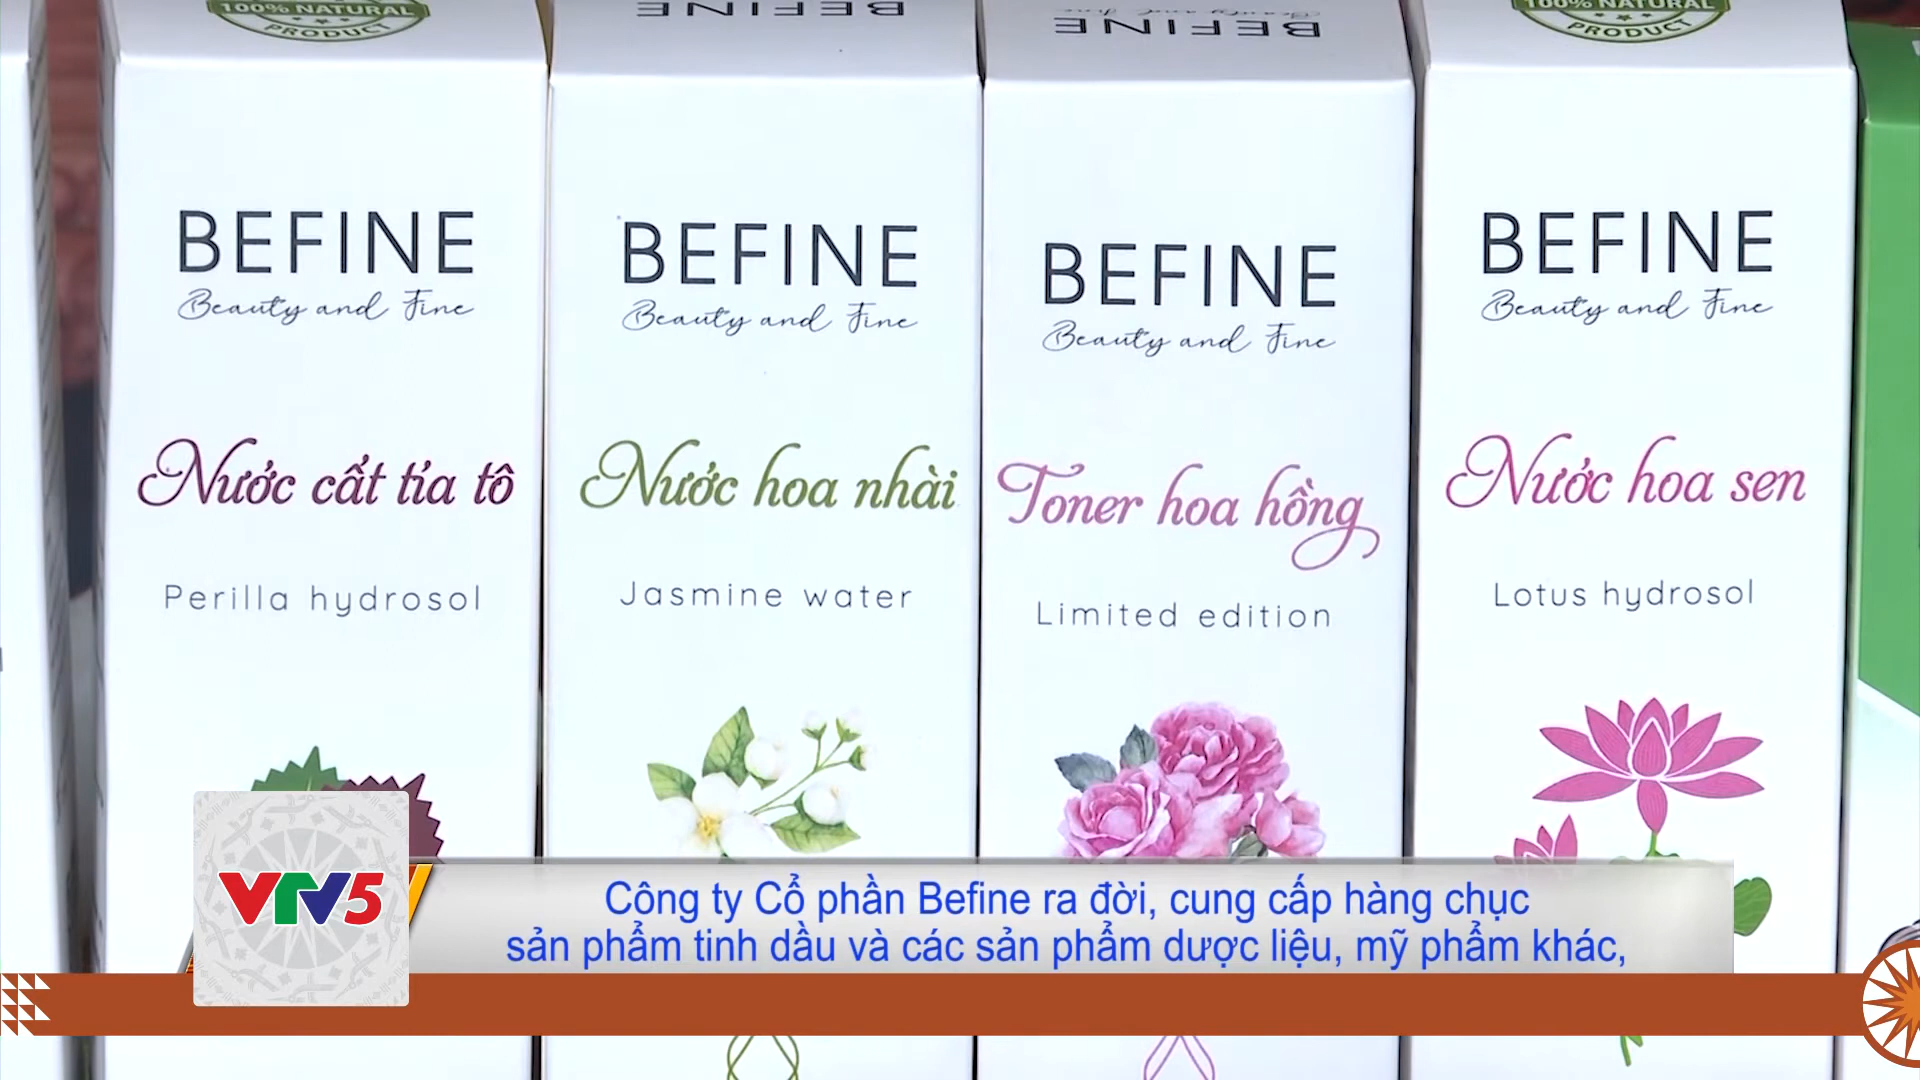 100% NATURAL
PRODUCT
BEFINE
Beauty and Fine
Nước cất tía tô
Perilla hydrosol
BEFINE
BEFINE
Beauty and Fine
Nước hoa nhài
Jasmine water
Beauty and Fine
BEFINE
BEFINE
Beauty and Fine
Toner hoa hồng
Limited edition
100% NATURAL
PRODUCT
BEFINE
Beauty and Fine
Nước hoa sen
Lotus hydrosol
VTV5
Công ty Cổ phần Befine ra đời, cung cấp hàng chục
sản phẩm tinh dầu và các sản phẩm dược liệu, mỹ phẩm khác,